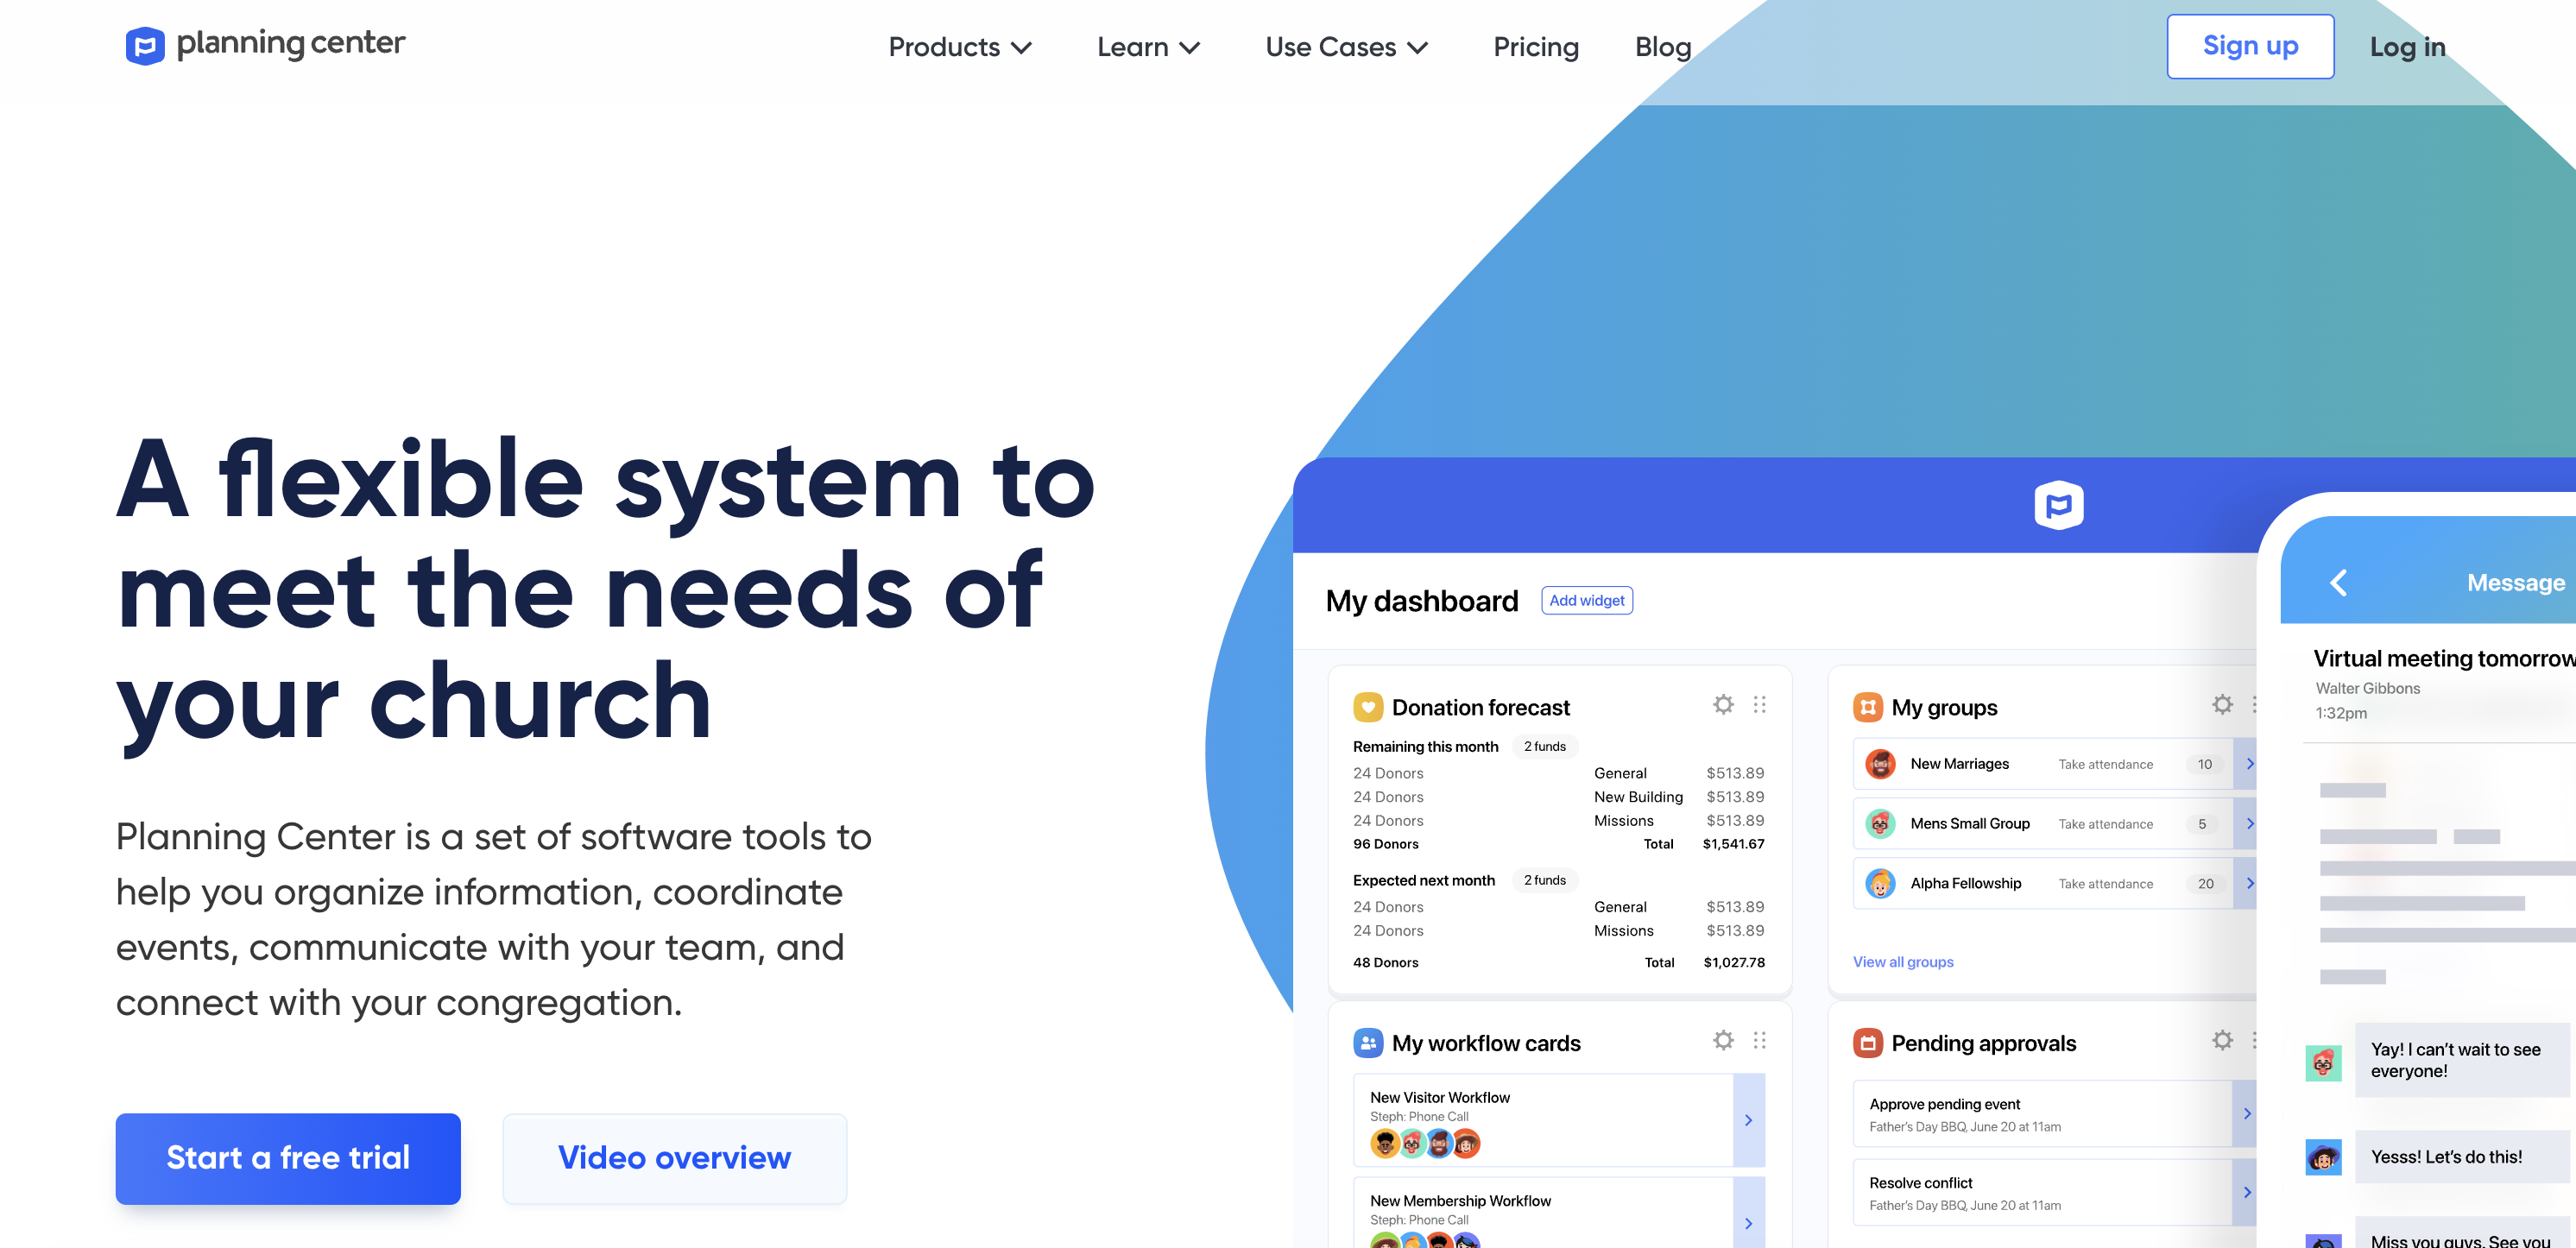 planning center
Products
Learn
Use Cases
Pricing
Blog
Sign up
Log in
A flexible system to
meet the needs of
your church
Planning Center is a set of software tools to
help you organize information, coordinate
events, communicate with your team, and
connect with your congregation.
Start a free trial
Video overview
My dashboard
Add widget
Donation forecast
Remaining this month 2 funds
24 Donors General $513.89
24 Donors New Building $513.89
24 Donors Missions $513.89
96 Donors Total $1,541.67
Expected next month 2 funds
24 Donors General $513.89
24 Donors Missions $513.89
48 Donors Total $1,027.78
My groups
New Marriages Take attendance 10
Mens Small Group Take attendance 5
Alpha Fellowship Take attendance 20
View all groups
My workflow cards
New Visitor Workflow
Steph: Phone Call
New Membership Workflow
Steph: Phone Call
Pending approvals
Approve pending event
Father's Day BBQ, June 20 at 11am
Resolve conflict
Father's Day BBQ, June 20 at 11am
Message
Virtual meeting tomorrow
Walter Gibbons
1:32pm
Yay! I can't wait to see
everyone!
Yesss! Let's do this!
Miss you guys. See you